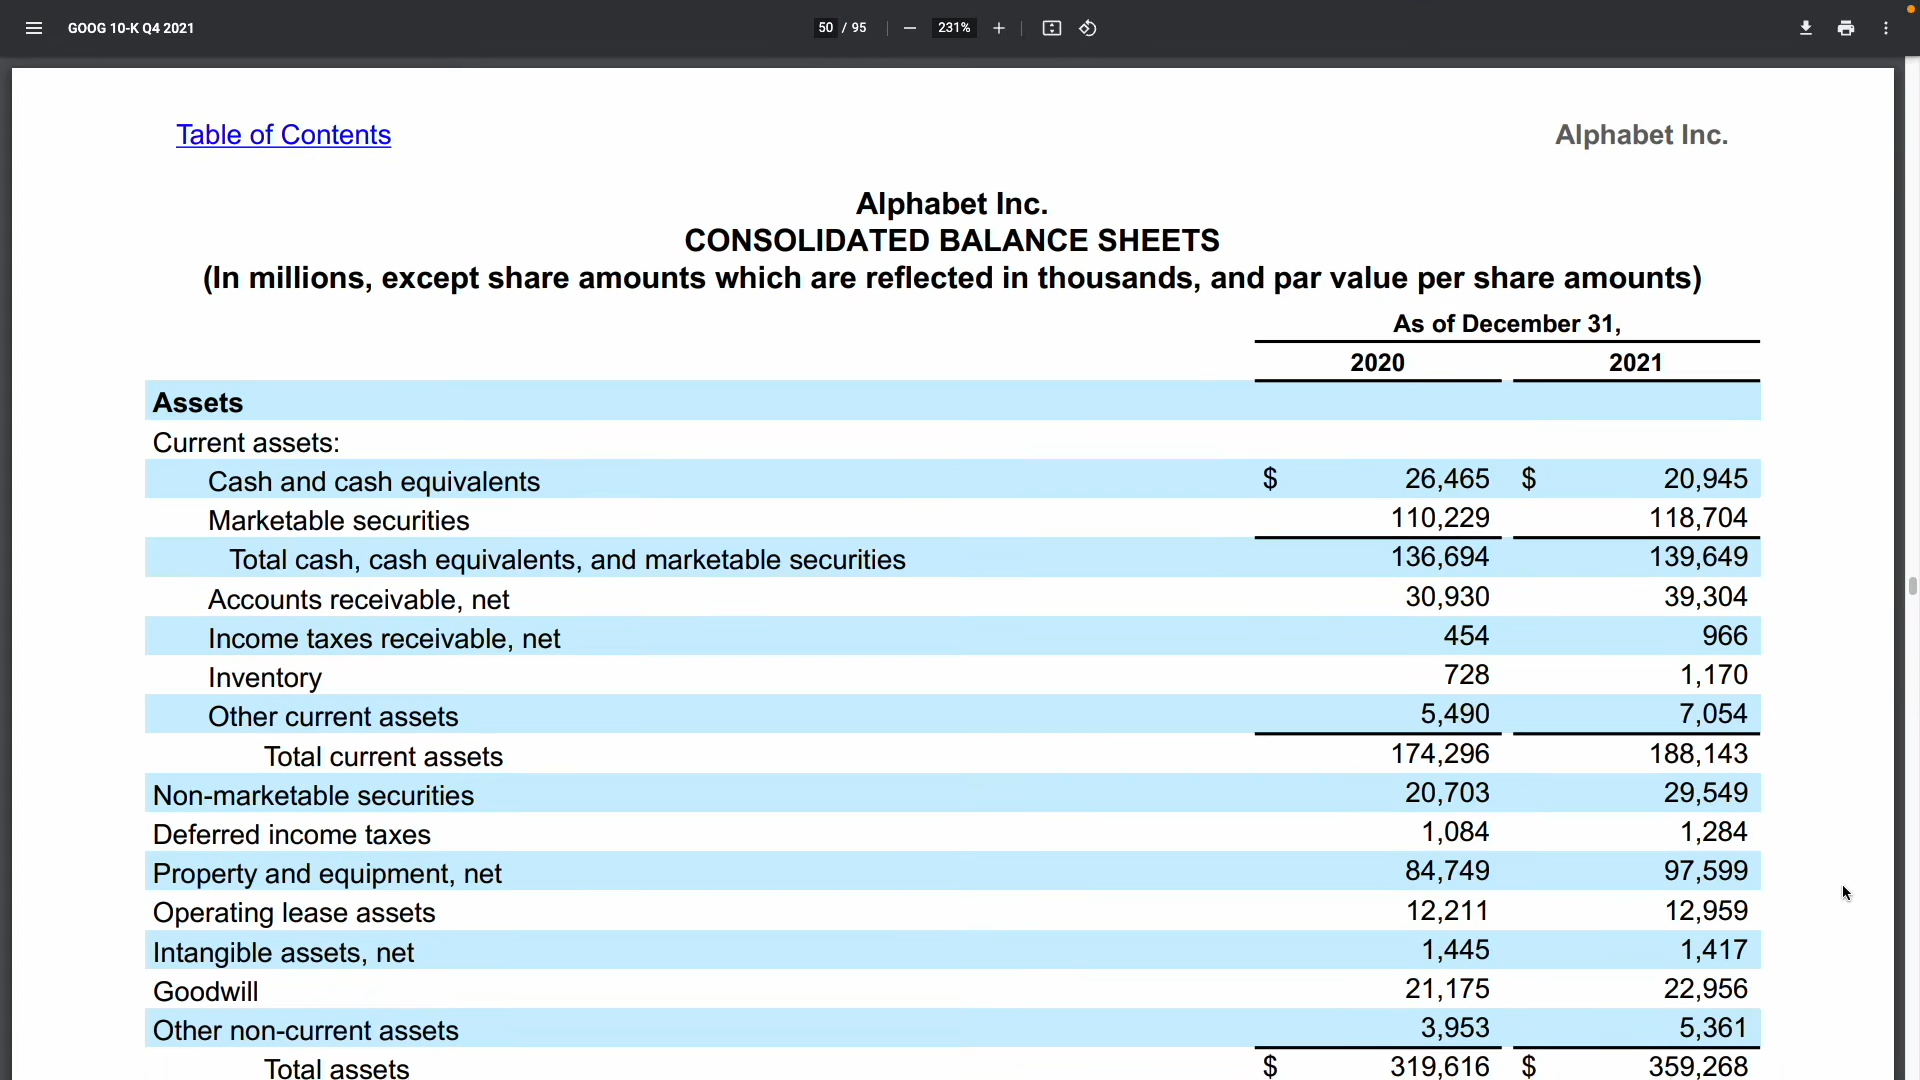 GOOG 10-K Q4 2021 50 / 95 231%
Table of Contents Alphabet Inc.
Alphabet Inc.
CONSOLIDATED BALANCE SHEETS
(In millions, except share amounts which are reflected in thousands, and par value per share amounts)
As of December 31,
2020 2021
Assets
Current assets:
Cash and cash equivalents $ 26,465 $ 20,945
Marketable securities 110,229 118,704
Total cash, cash equivalents, and marketable securities 136,694 139,649
Accounts receivable, net 30,930 39,304
Income taxes receivable, net 454 966
Inventory 728 1,170
Other current assets 5,490 7,054
Total current assets 174,296 188,143
Non-marketable securities 20,703 29,549
Deferred income taxes 1,084 1,284
Property and equipment, net 84,749 97,599
Operating lease assets 12,211 12,959
Intangible assets, net 1,445 1,417
Goodwill 21,175 22,956
Other non-current assets 3,953 5,361
Total assets $ 319,616 $ 359,268